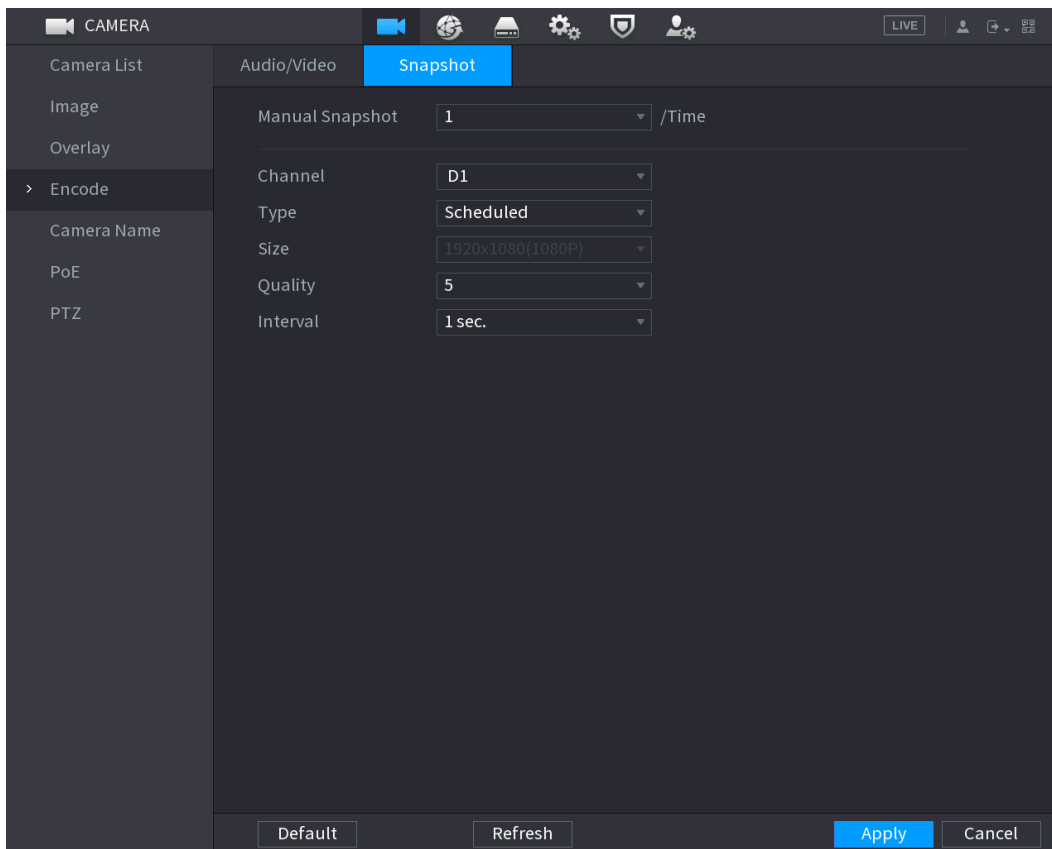 CAMERA
LIVE
Camera List
Image
Overlay
Encode
Camera Name
PoE
PTZ
Audio/Video Snapshot
Manual Snapshot 1 /Time
Channel D1
Type Scheduled
Size 1920x1080(1080P)
Quality 5
Interval 1 sec.
Default Refresh Apply Cancel